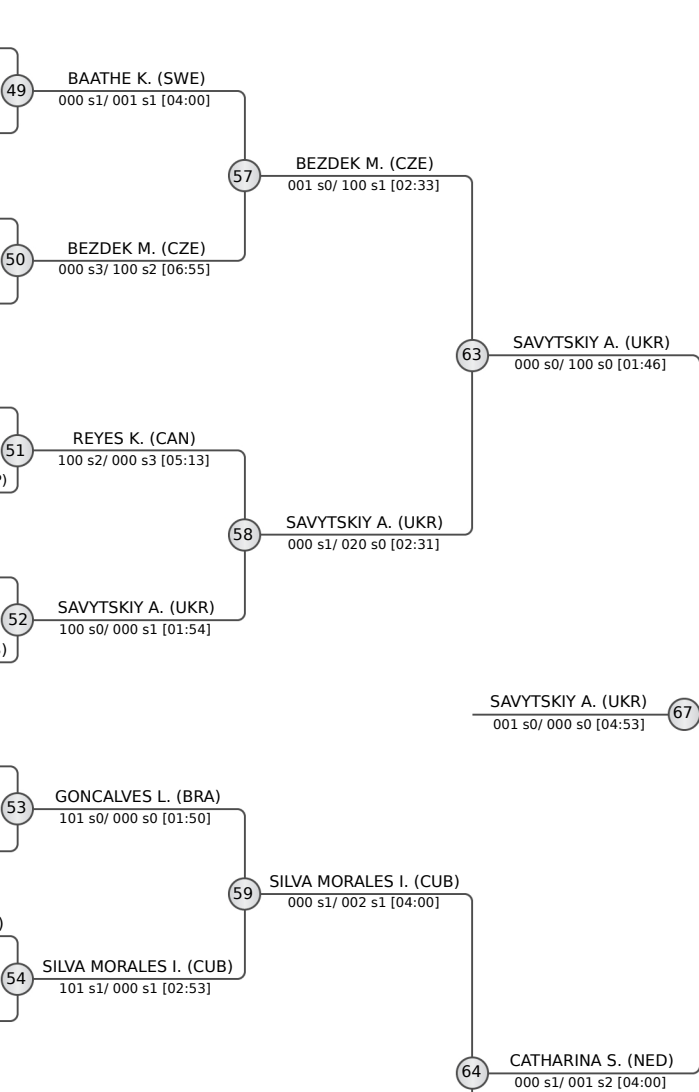 BAATHE K. (SWE)
49
000 s1/ 001 s1 [04:00]
BEZDEK M. (CZE)
57
001 s0/ 100 s1 [02:33]
BEZDEK M. (CZE)
50
000 s3/ 100 s2 [06:55]
SAVYTSKIY A. (UKR)
63
000 s0/ 100 s0 [01:46]
REYES K. (CAN)
51
100 s2/ 000 s3 [05:13]
)
SAVYTSKIY A. (UKR)
58
000 s1/ 020 s0 [02:31]
SAVYTSKIY A. (UKR)
52
100 s0/ 000 s1 [01:54]
)
SAVYTSKIY A. (UKR)
67
001 s0/ 000 s0 [04:53]
GONCALVES L. (BRA)
53
101 s0/ 000 s0 [01:50]
SILVA MORALES I. (CUB)
59
000 s1/ 002 s1 [04:00]
)
SILVA MORALES I. (CUB)
54
101 s1/ 000 s1 [02:53]
CATHARINA S. (NED)
64
000 s1/ 001 s2 [04:00]